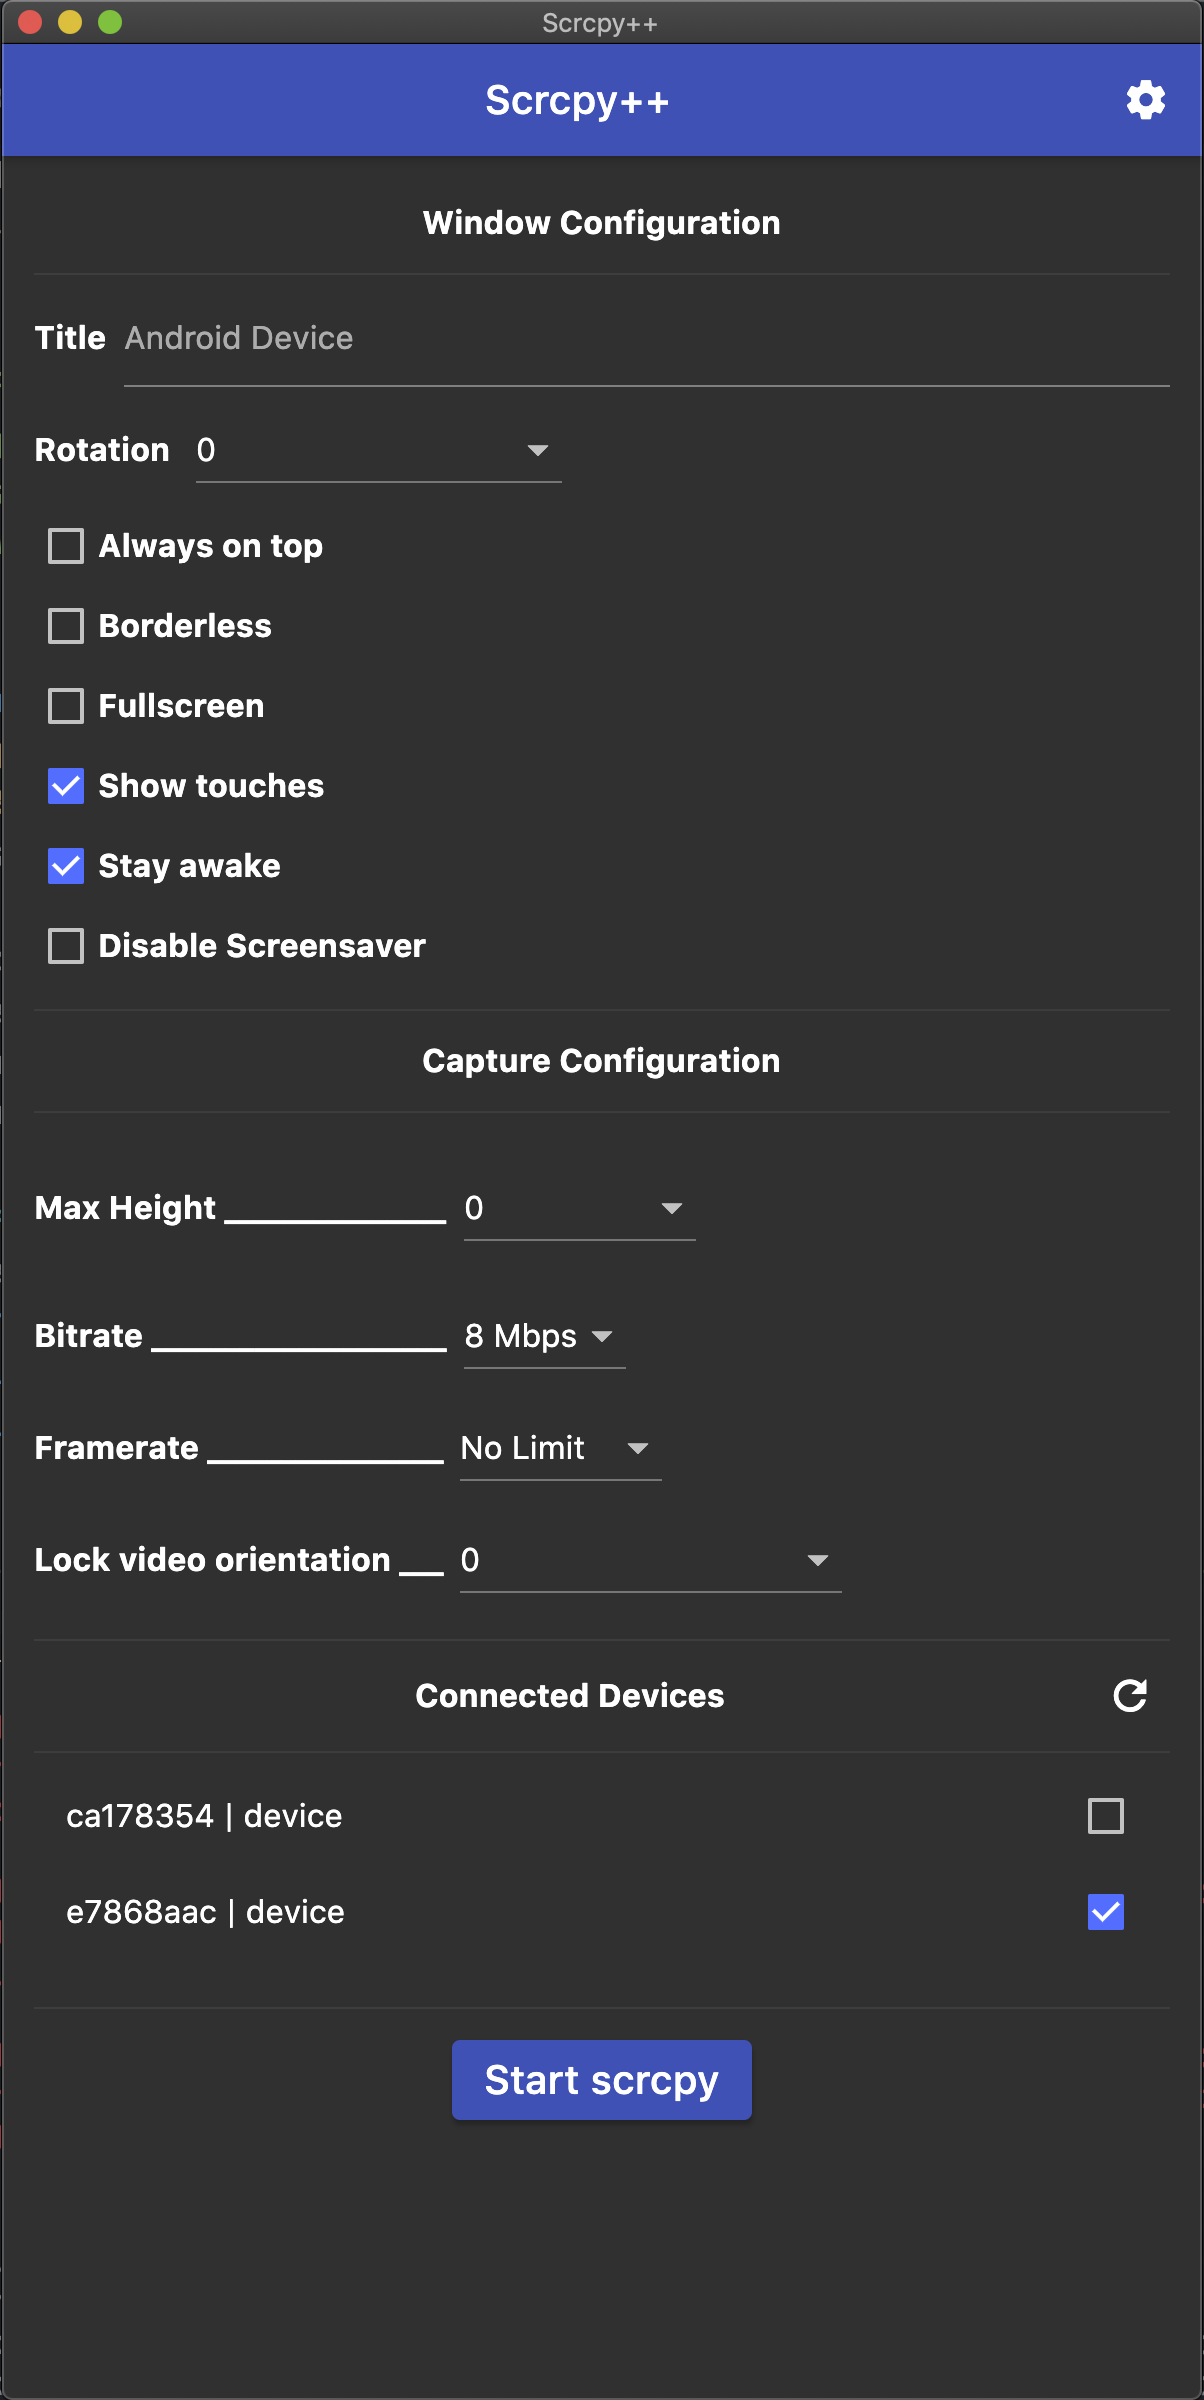 Scrcpy++
Scrcpy++
Window Configuration
Title Android Device
Rotation 0
Always on top
Borderless
Fullscreen
Show touches
Stay awake
Disable Screensaver
Capture Configuration
Max Height 0
Bitrate 8 Mbps
Framerate No Limit
Lock video orientation 0
Connected Devices
ca178354 | device
e7868aac | device
Start scrcpy